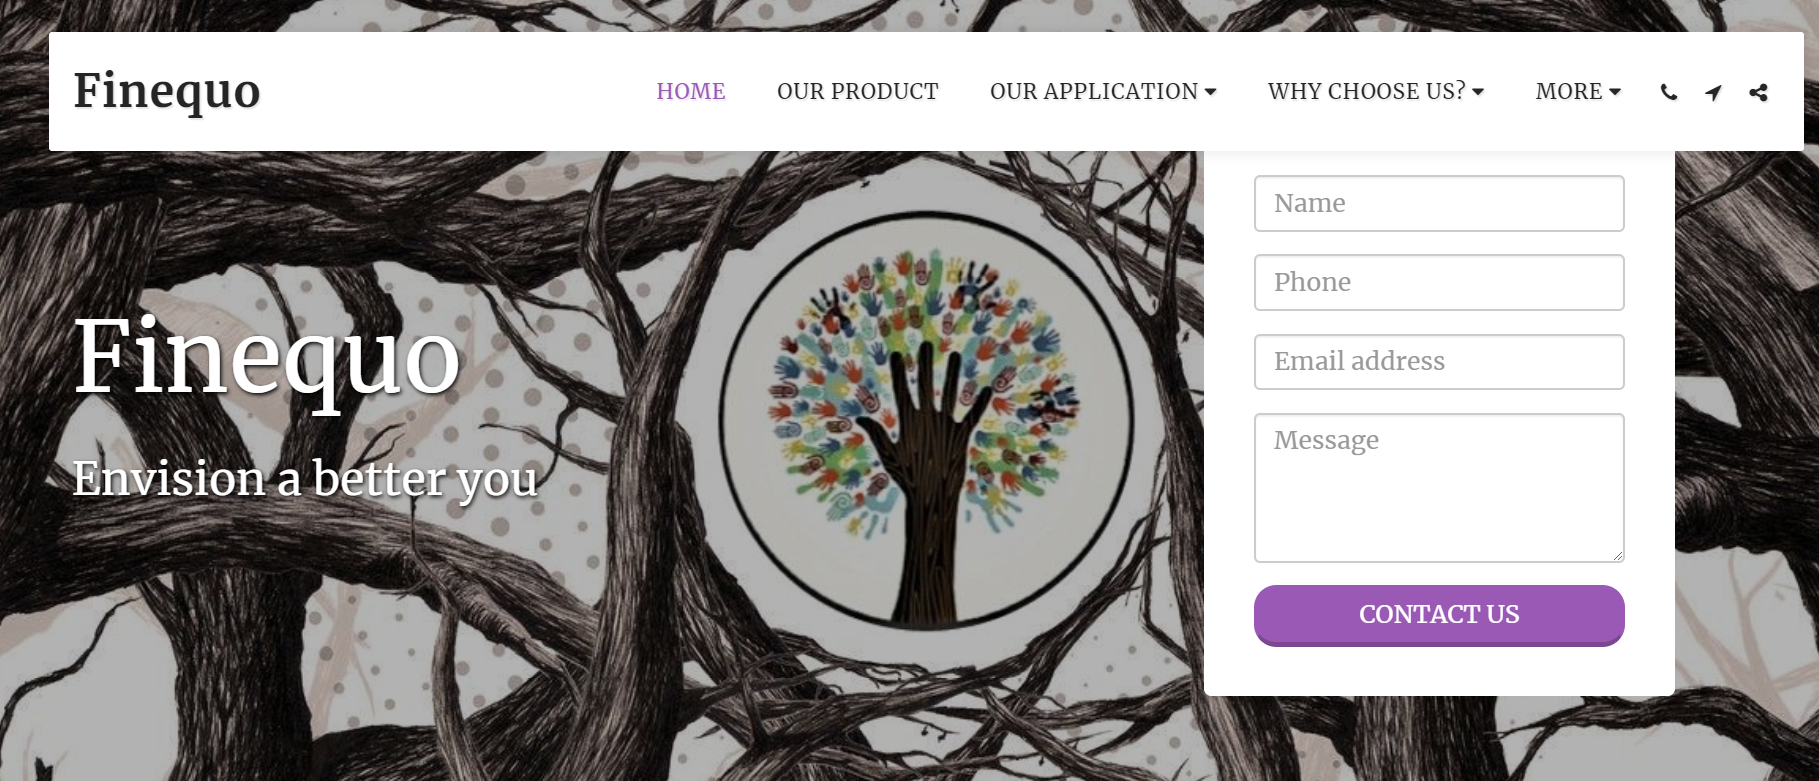 Finequo
HOME
OUR PRODUCT
OUR APPLICATION
WHY CHOOSE US?
MORE
Finequo
Envision a better you
Name
Phone
Email address
Message
CONTACT US